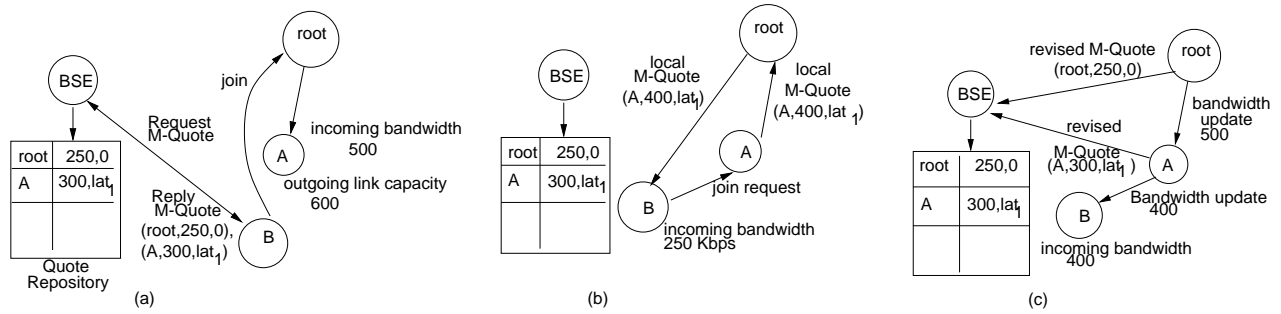 root
BSE
join
Request
M-Quote
incoming bandwidth
500
A
outgoing link capacity
600
root 250,0
A 300,lat1
Reply
M-Quote
(root,250,0),
(A,300,lat1)
B
Quote
Repository
(a)
root
BSE
local
M-Quote
(A,400,lat1)
local
M-Quote
(A,400,lat1)
A
join request
root 250,0
A 300,lat1
B
incoming bandwidth
250 Kbps
(b)
revised M-Quote
(root,250,0)
root
BSE
bandwidth
update
500
revised
M-Quote
(A,300,lat1 )
A
root 250,0
A 300,lat1
Bandwidth update
400
B
incoming bandwidth
400
(c)